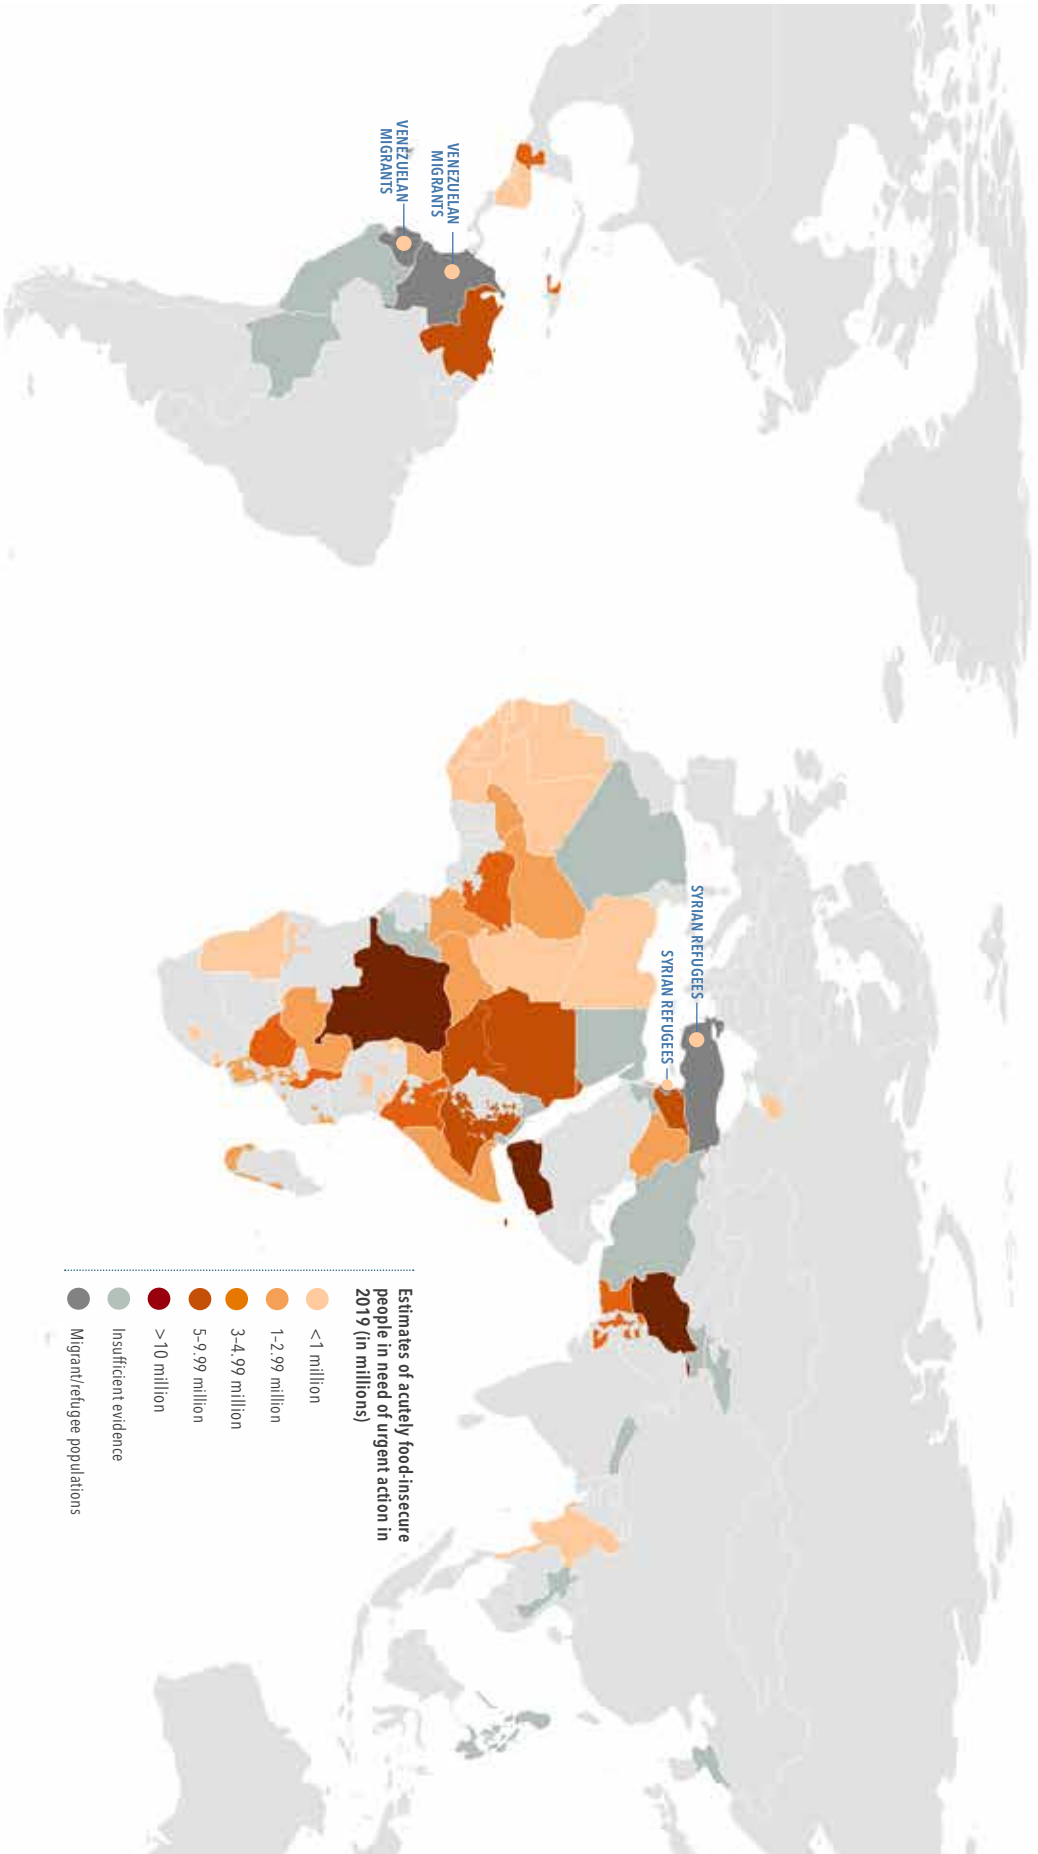 VENEZUELAN
MIGRANTS
VENEZUELAN
MIGRANTS
SYRIAN REFUGEES
SYRIAN REFUGEES
Estimates of acutely food-insecure
people in need of urgent action in
2019 (in millions)
<1 million
1-2.99 million
3-4.99 million
5-9.99 million
>10 million
Insufficient evidence
Migrant/refugee populations